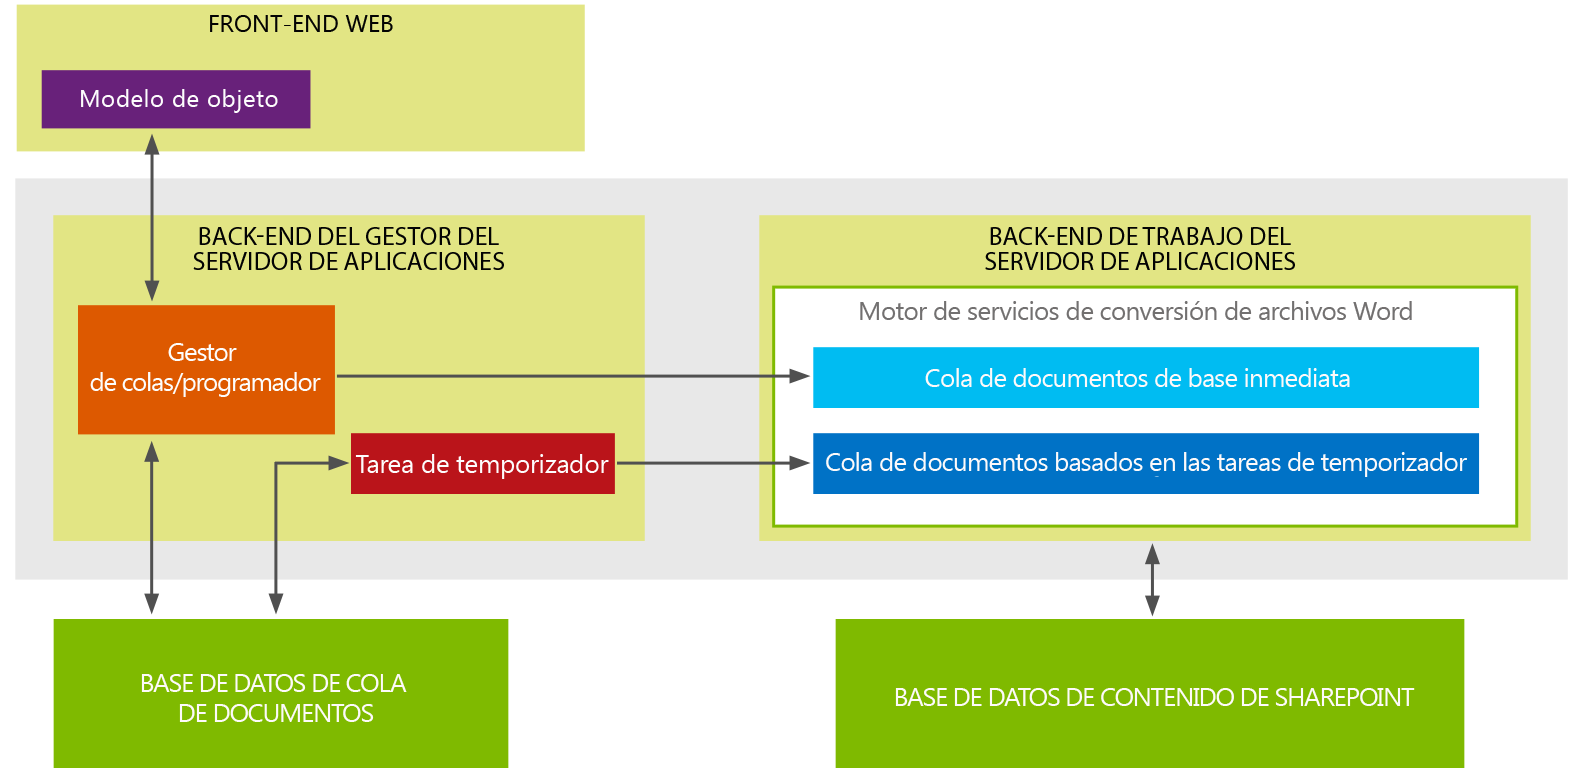 FRONT-END WEB
Modelo de objeto
BACK-END DEL GESTOR DEL
SERVIDOR DE APLICACIONES
Gestor
de colas/programador
Tarea de temporizador
BACK-END DE TRABAJO DEL
SERVIDOR DE APLICACIONES
Motor de servicios de conversión de archivos Word
Cola de documentos de base inmediata
Cola de documentos basados en las tareas de temporizador
BASE DE DATOS DE COLA
DE DOCUMENTOS
BASE DE DATOS DE CONTENIDO DE SHAREPOINT